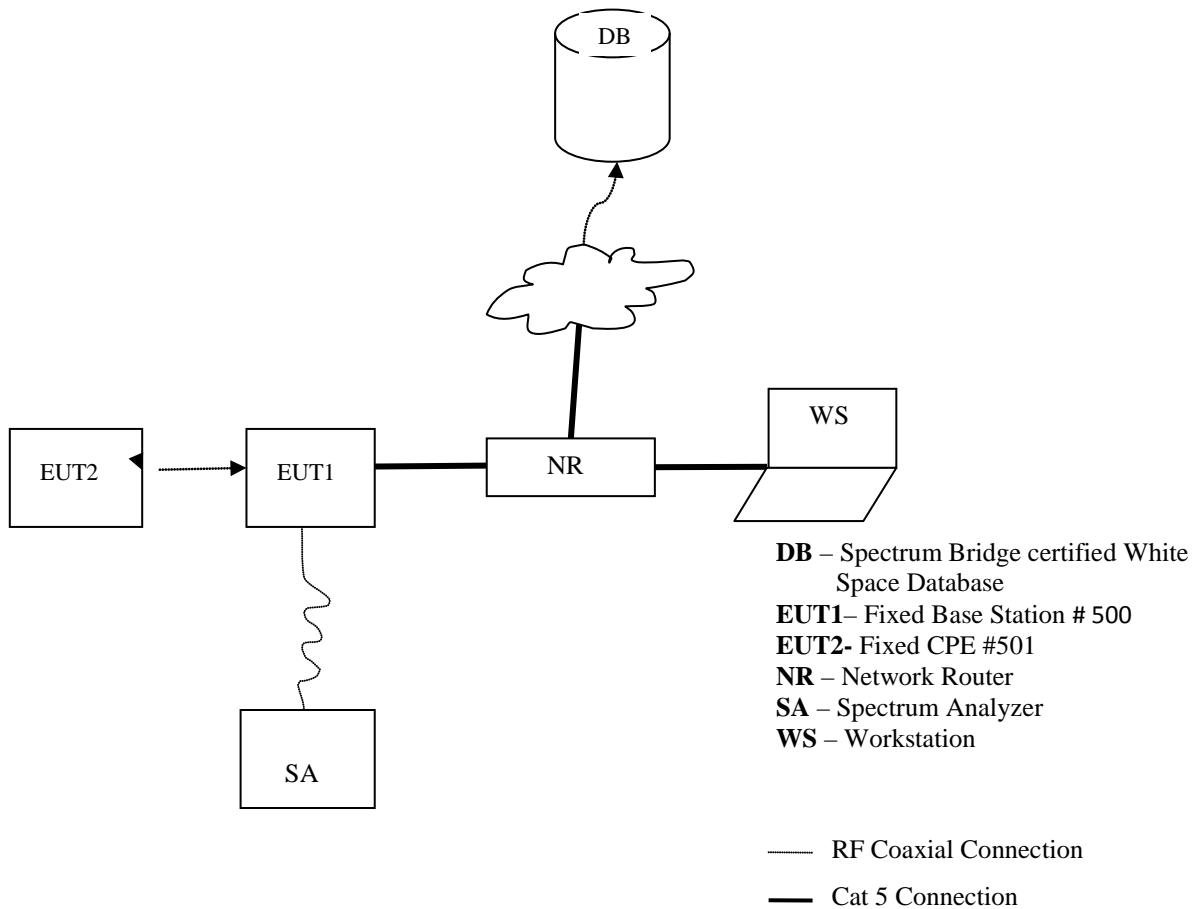 DB
WS
EUT2
EUT1
NR
SA
DB – Spectrum Bridge certified White
Space Database
EUT1– Fixed Base Station # 500
EUT2- Fixed CPE #501
NR – Network Router
SA – Spectrum Analyzer
WS – Workstation
RF Coaxial Connection
Cat 5 Connection